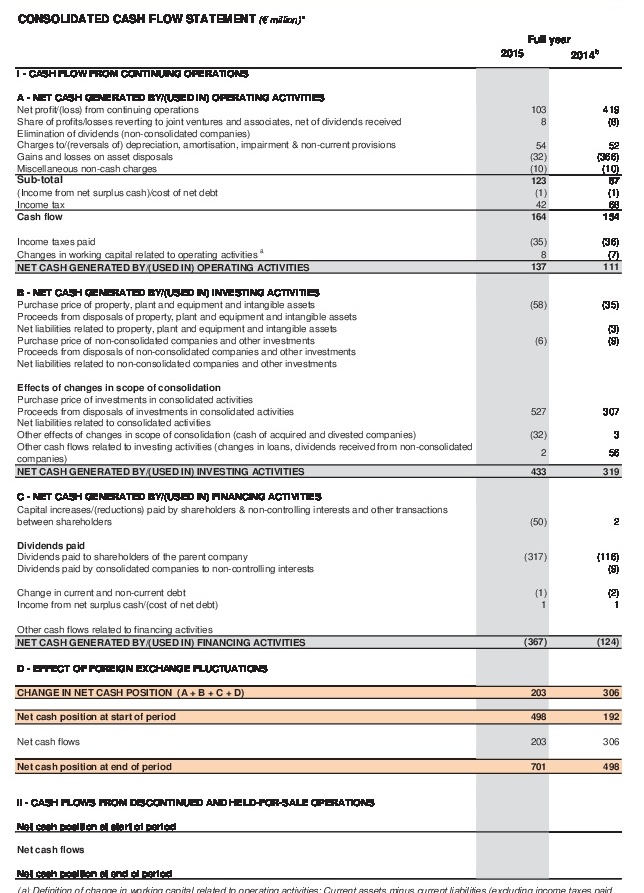 CONSOLIDATED CASH FLOW STATEMENT (€ million)ª
Full year
2015 2014ᵇ
I - CASH FLOW FROM CONTINUING OPERATIONS
A - NET CASH GENERATED BY/(USED IN) OPERATING ACTIVITIES
Net profit/(loss) from continuing operations 103 419
Share of profits/losses reverting to joint ventures and associates, net of dividends received 8 (8)
Elimination of dividends (non-consolidated companies)
Charges to/(reversals of) depreciation, amortisation, impairment & non-current provisions 54 52
Gains and losses on asset disposals (32) (366)
Miscellaneous non-cash charges (10) (10)
Sub-total 123 87
(Income from net surplus cash)/cost of net debt (1) (1)
Income tax 42 68
Cash flow 164 154
Income taxes paid (35) (36)
Changes in working capital related to operating activities ª 8 (7)
NET CASH GENERATED BY/(USED IN) OPERATING ACTIVITIES 137 111
B - NET CASH GENERATED BY/(USED IN) INVESTING ACTIVITIES
Purchase price of property, plant and equipment and intangible assets (58) (35)
Proceeds from disposals of property, plant and equipment and intangible assets
Net liabilities related to property, plant and equipment and intangible assets (3)
Purchase price of non-consolidated companies and other investments (6) (9)
Proceeds from disposals of non-consolidated companies and other investments
Net liabilities related to non-consolidated companies and other investments
Effects of changes in scope of consolidation
Purchase price of investments in consolidated activities
Proceeds from disposals of investments in consolidated activities 527 307
Net liabilities related to consolidated activities
Other effects of changes in scope of consolidation (cash of acquired and divested companies) (32) 3
Other cash flows related to investing activities (changes in loans, dividends received from non-consolidated
companies) 2 56
NET CASH GENERATED BY/(USED IN) INVESTING ACTIVITIES 433 319
C - NET CASH GENERATED BY/(USED IN) FINANCING ACTIVITIES
Capital increases/(reductions) paid by shareholders & non-controlling interests and other transactions
between shareholders (50) 2
Dividends paid
Dividends paid to shareholders of the parent company (317) (116)
Dividends paid by consolidated companies to non-controlling interests (9)
Change in current and non-current debt (1) (2)
Income from net surplus cash/(cost of net debt) 1 1
Other cash flows related to financing activities
NET CASH GENERATED BY/(USED IN) FINANCING ACTIVITIES (367) (124)
D - EFFECT OF FOREIGN EXCHANGE FLUCTUATIONS
CHANGE IN NET CASH POSITION (A + B + C + D) 203 306
Net cash position at start of period 498 192
Net cash flows 203 306
Net cash position at end of period 701 498
II - CASH FLOWS FROM DISCONTINUED AND HELD-FOR-SALE OPERATIONS
Net cash position at start of period
Net cash flows
Net cash position at end of period
(a) Definition of change in working capital related to operating activities: Current assets minus current liabilities (excluding income taxes paid